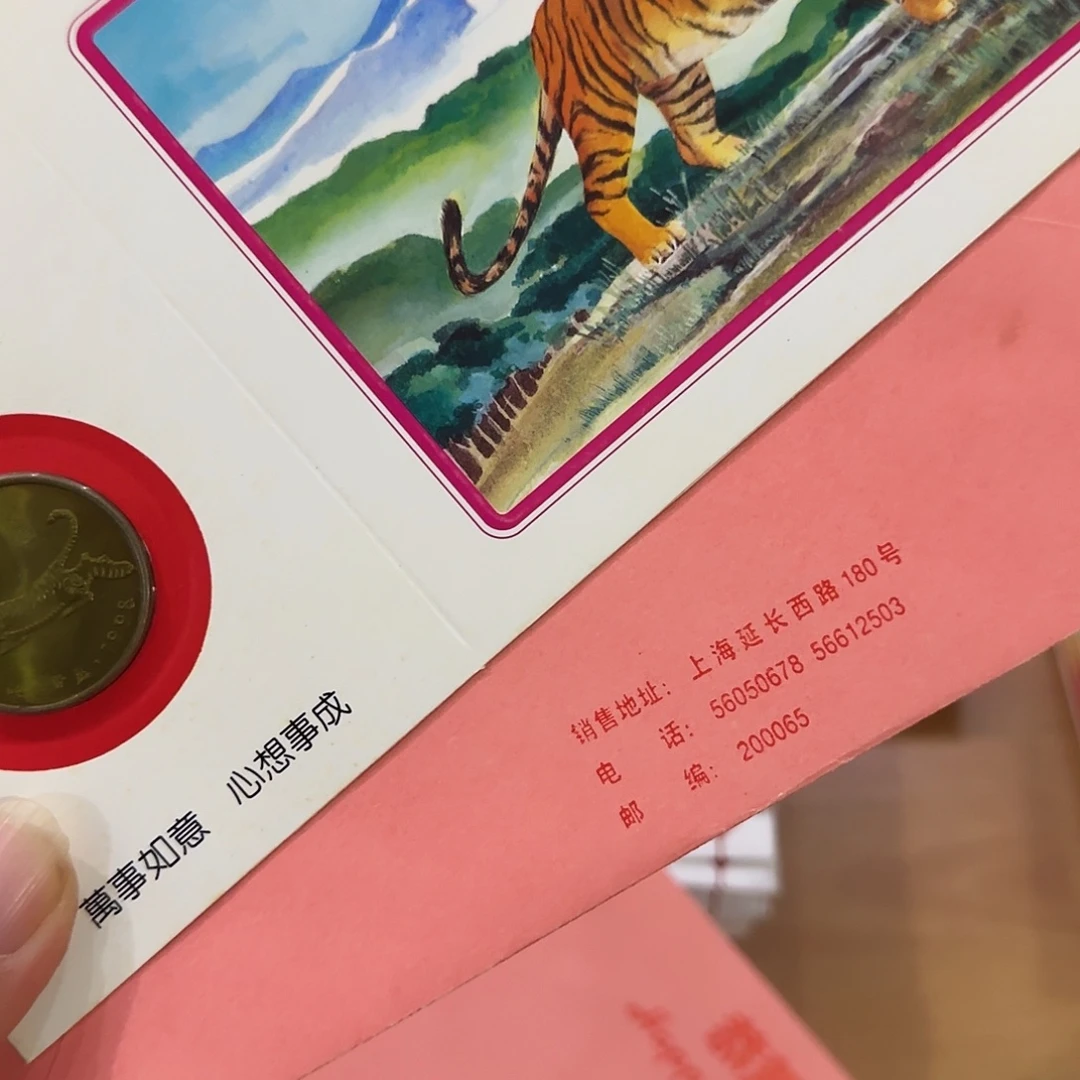 萬事如意 心想事成
销售地址: 上海延长西路180号
电 话: 56050678 56612503
邮 编: 200065